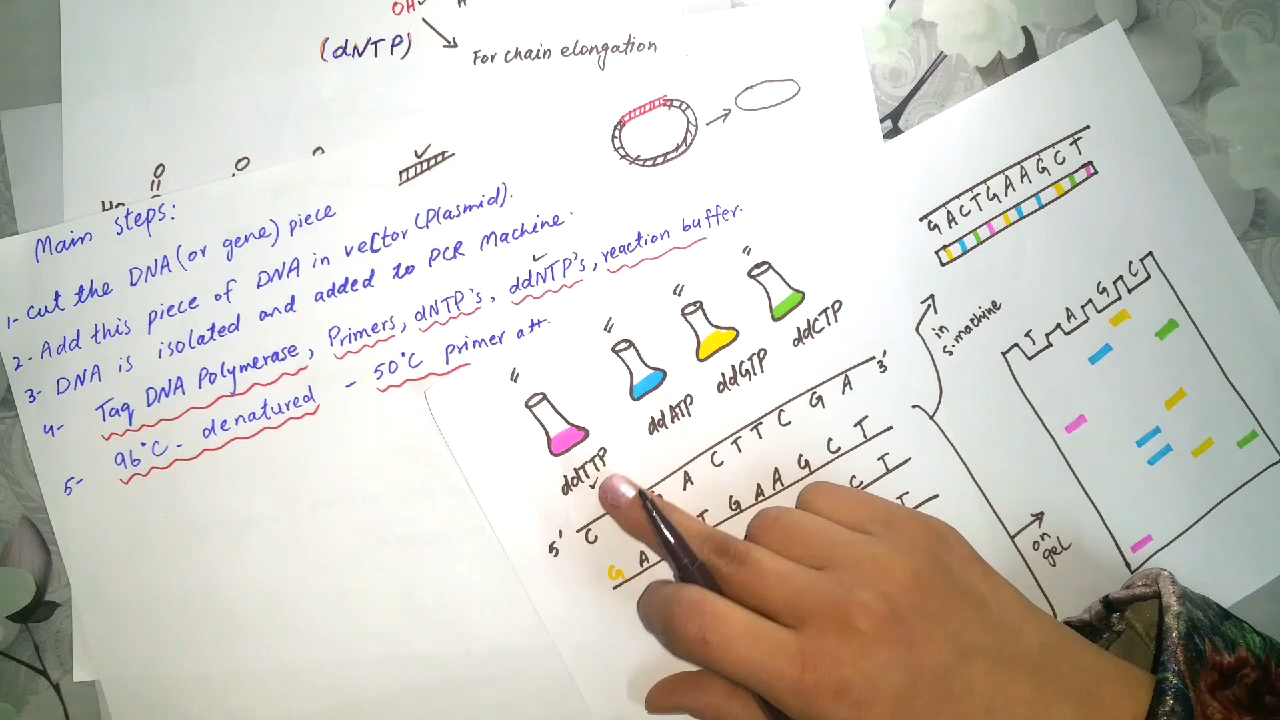 OH
(dNTP)
For chain elongation
O O O
Ho
Main steps:
1- Cut the DNA (or gene) piece
2- Add this piece of DNA in vector (Plasmid).
3- DNA is isolated and added to PCR Machine.
4- Taq DNA Polymerase, Primers, dNTP's, ddNTP's, reaction buffer.
5- 96°C - denatured - 50°C primer att.
ddTTP ddATP ddGTP ddCTP
5' C G A C T T C G A 3'
G A T G A A G C T
C T
T
in s.machine
on gel
G A C T G A A G C T
T A G C